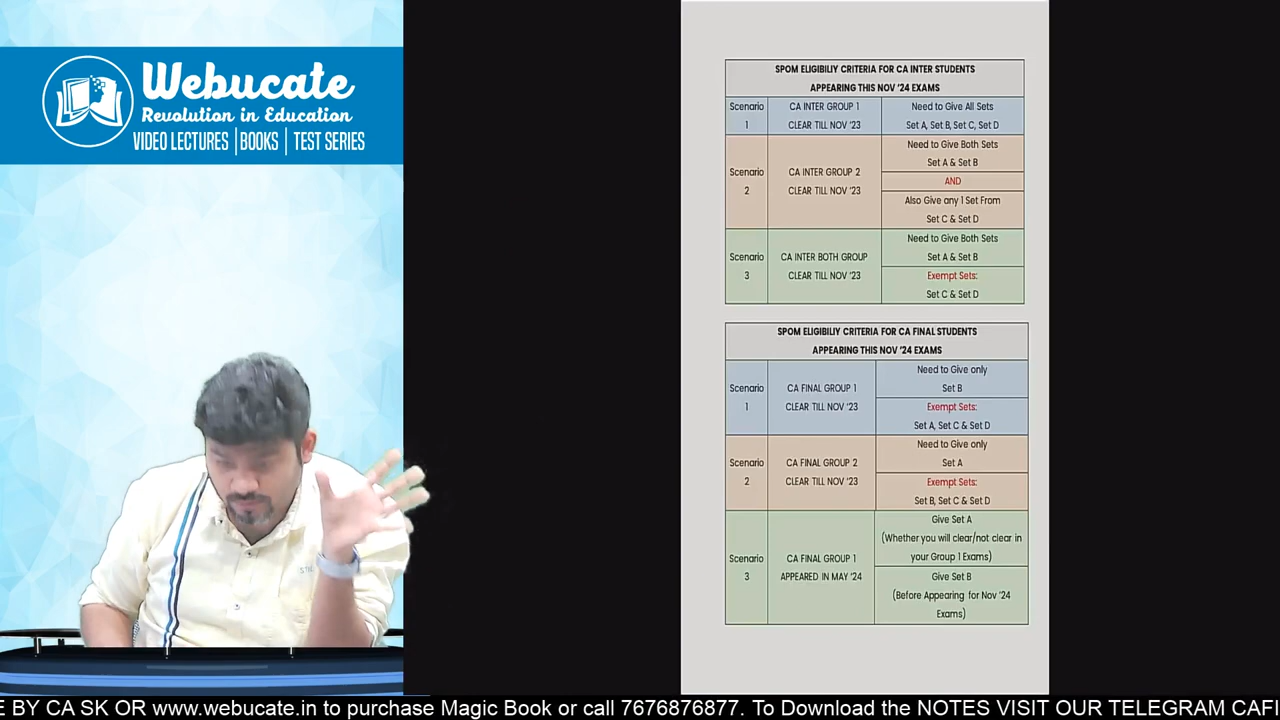 Webucate
Revolution in Education
VIDEO LECTURES | BOOKS | TEST SERIES
SPOM ELIGIBILIY CRITERIA FOR CA INTER STUDENTS
APPEARING THIS NOV '24 EXAMS
Scenario
1
CA INTER GROUP 1
CLEAR TILL NOV '23
Need to Give All Sets
Set A, Set B, Set C, Set D
Scenario
2
CA INTER GROUP 2
CLEAR TILL NOV '23
Need to Give Both Sets
Set A & Set B
AND
Also Give any 1 Set From
Set C & Set D
Scenario
3
CA INTER BOTH GROUP
CLEAR TILL NOV '23
Need to Give Both Sets
Set A & Set B
Exempt Sets:
Set C & Set D
SPOM ELIGIBILIY CRITERIA FOR CA FINAL STUDENTS
APPEARING THIS NOV '24 EXAMS
Scenario
1
CA FINAL GROUP 1
CLEAR TILL NOV '23
Need to Give only
Set B
Exempt Sets:
Set A, Set C & Set D
Scenario
2
CA FINAL GROUP 2
CLEAR TILL NOV '23
Need to Give only
Set A
Exempt Sets:
Set B, Set C & Set D
Scenario
3
CA FINAL GROUP 1
APPEARED IN MAY '24
Give Set A
(Whether you will clear/not clear in
your Group 1 Exams)
Give Set B
(Before Appearing for Nov '24
Exams)
E BY CA SK OR www.webucate.in to purchase Magic Book or call 7676876877. To Download the NOTES VISIT OUR TELEGRAM CAFI